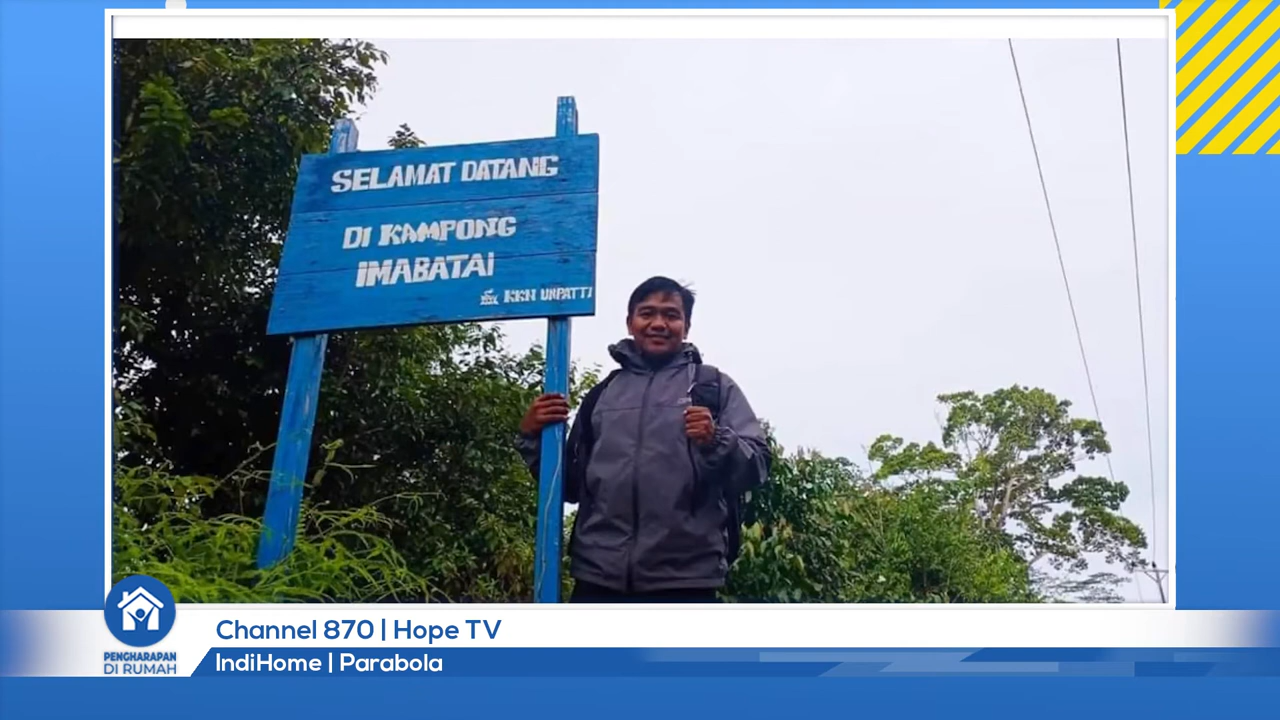 SELAMAT DATANG
DI KAMPONG
IMABATAI
KKN UNPATTI
Channel 870 | Hope TV
PENGHARAPAN
DI RUMAH
IndiHome | Parabola